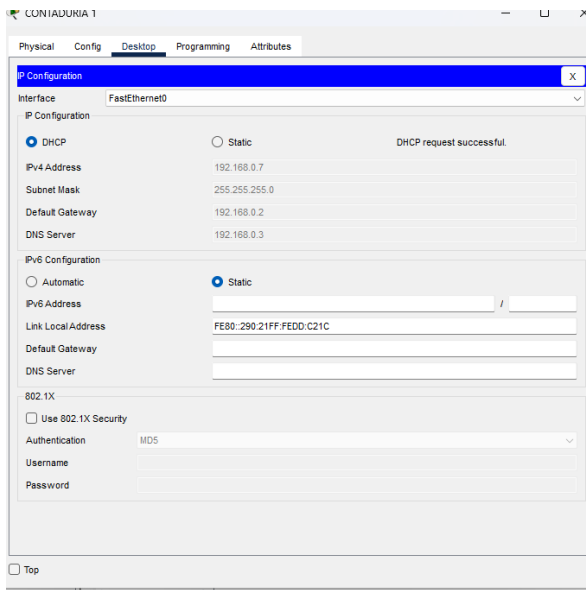 CONTADURIA 1
Physical Config Desktop Programming Attributes
IP Configuration X
Interface FastEthernet0
IP Configuration
DHCP Static DHCP request successful.
IPv4 Address 192.168.0.7
Subnet Mask 255.255.255.0
Default Gateway 192.168.0.2
DNS Server 192.168.0.3
IPv6 Configuration
Automatic Static
IPv6 Address /
Link Local Address FE80::290:21FF:FEDD:C21C
Default Gateway
DNS Server
802.1X
Use 802.1X Security
Authentication MD5
Username
Password
Top